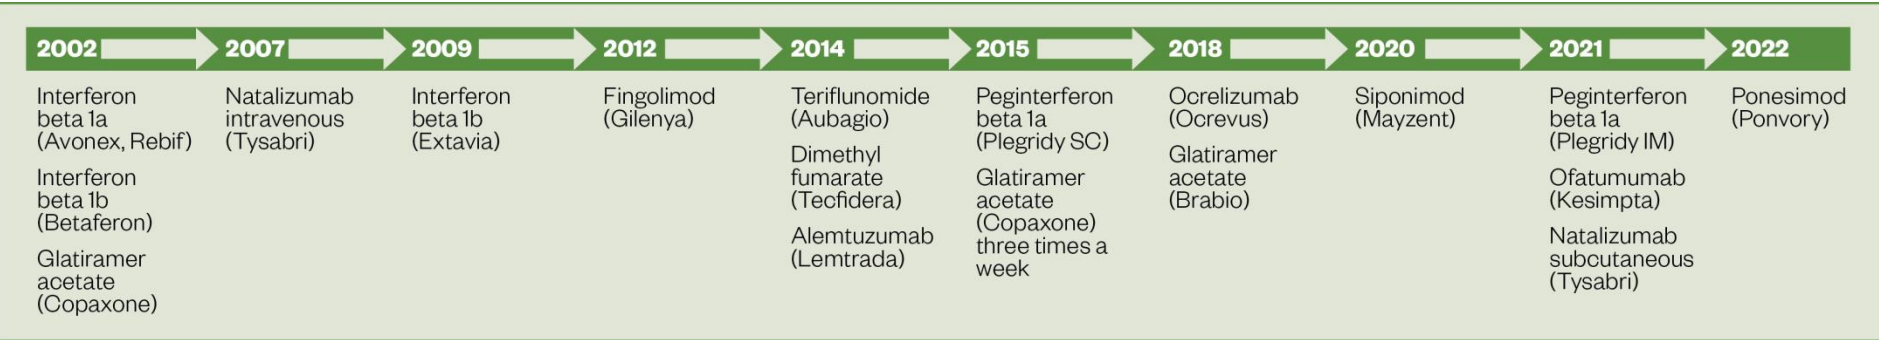 2002
Interferon
beta 1a
(Avonex, Rebif)
Interferon
beta 1b
(Betaferon)
Glatiramer
acetate
(Copaxone)
2007
Natalizumab
intravenous
(Tysabri)
2009
Interferon
beta 1b
(Extavia)
2012
Fingolimod
(Gilenya)
2014
Teriflunomide
(Aubagio)
Dimethyl
fumarate
(Tecfidera)
Alemtuzumab
(Lemtrada)
2015
Peginterferon
beta 1a
(Plegridy SC)
Glatiramer
acetate
(Copaxone)
three times a
week
2018
Ocrelizumab
(Ocrevus)
Glatiramer
acetate
(Brabio)
2020
Siponimod
(Mayzent)
2021
Peginterferon
beta 1a
(Plegridy IM)
Ofatumumab
(Kesimpta)
Natalizumab
subcutaneous
(Tysabri)
2022
Ponesimod
(Ponvory)